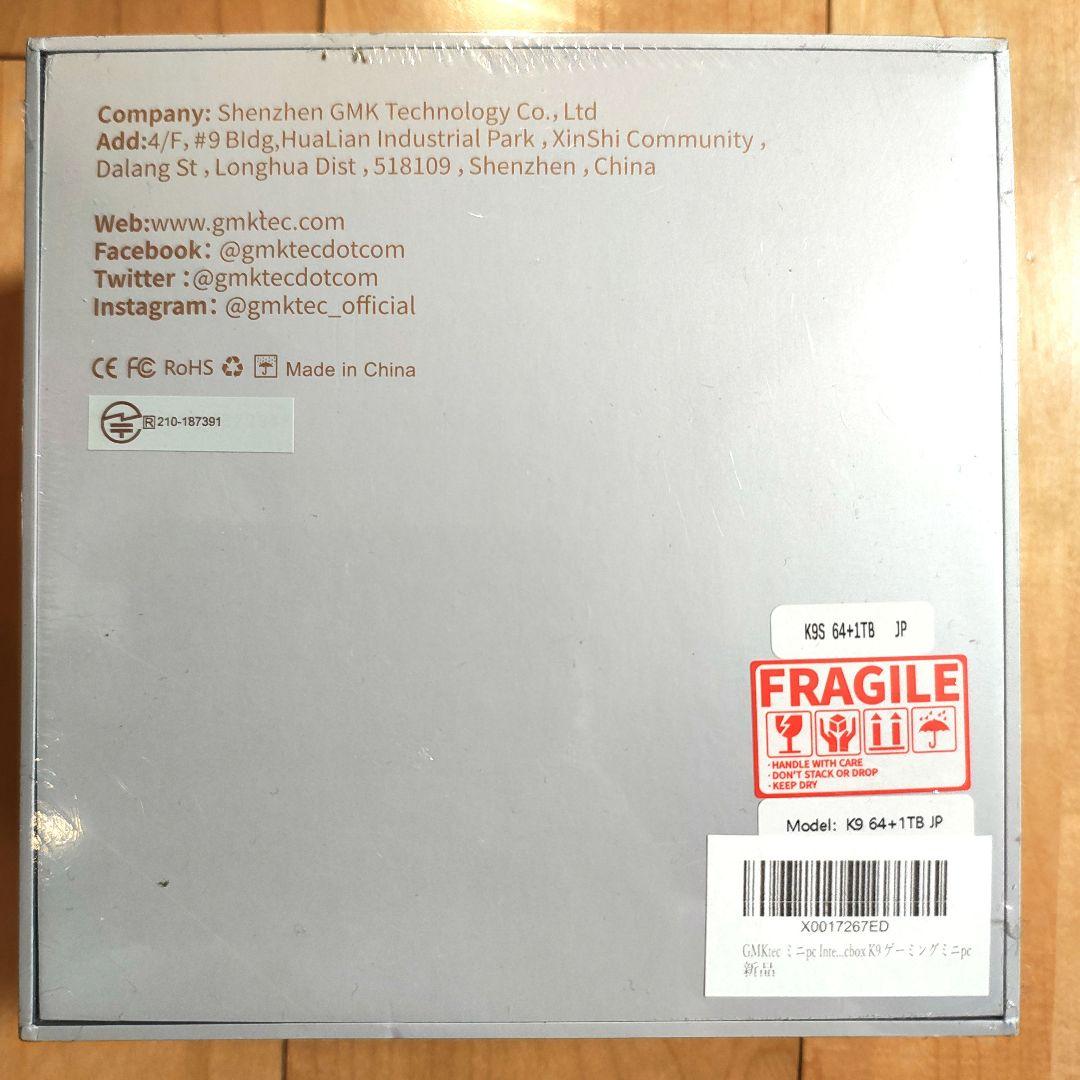 Company: Shenzhen GMK Technology Co., Ltd
Add:4/F, #9 Bldg,HuaLian Industrial Park , XinShi Community ,
Dalang St , Longhua Dist , 518109 , Shenzhen , China
Web:www.gmktec.com
Facebook: @gmktecdotcom
Twitter :@gmktecdotcom
Instagram: @gmktec_official
CE FC RoHS Made in China
R 210-187391
K9S 64+1TB JP
FRAGILE
·HANDLE WITH CARE
·DON'T STACK OR DROP
·KEEP DRY
Model: K9 64+1TB JP
X0017267ED
GMKtec ミニpc Inte...cbox K9 ゲーミングミニpc
新品